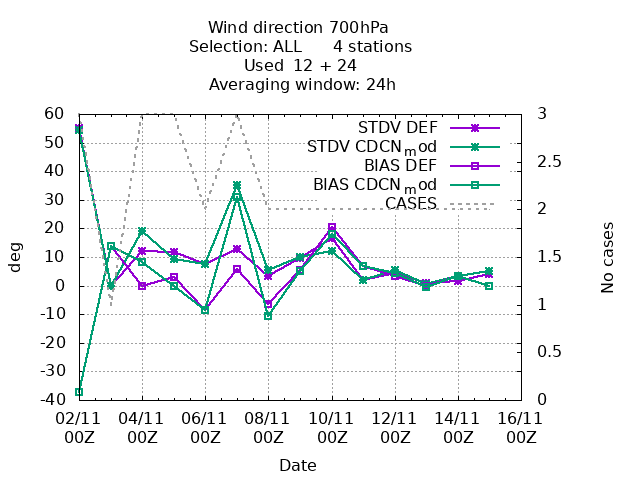 Wind direction 700hPa
Selection: ALL 4 stations
Used 12 + 24
Averaging window: 24h
60
50
40
30
20
10
0
-10
-20
-30
-40
deg
STDV DEF
STDV CDCNmod
BIAS DEF
BIAS CDCNmod
CASES
3
2.5
2
1.5
1
0.5
0
No cases
02/11 04/11 06/11 08/11 10/11 12/11 14/11 16/11
00Z 00Z 00Z 00Z 00Z 00Z 00Z 00Z
Date